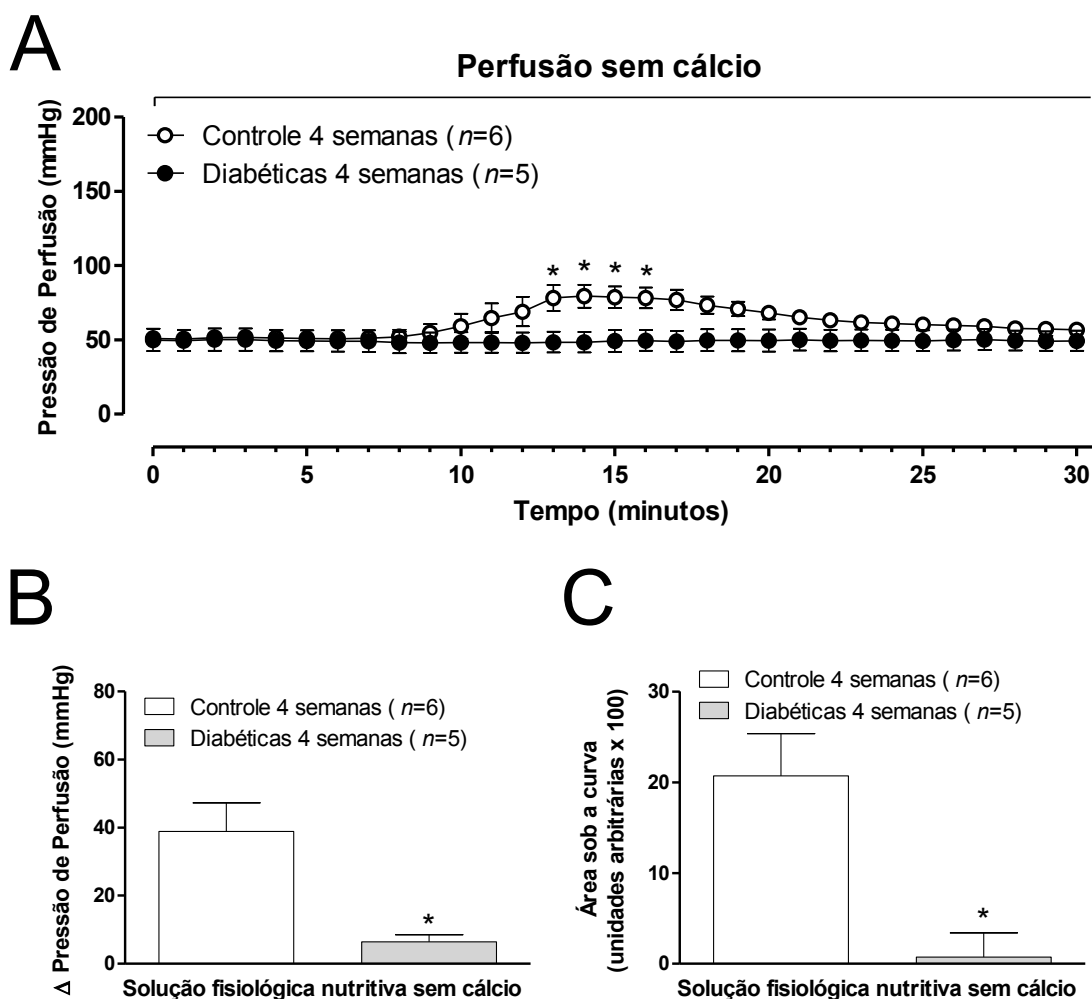 A
Perfusão sem cálcio
Pressão de Perfusão (mmHg)
200
150
100
50
0
Controle 4 semanas (n=6)
Diabéticas 4 semanas (n=5)
* * * *
0 5 10 15 20 25 30
Tempo (minutos)
B
Δ Pressão de Perfusão (mmHg)
80
60
40
20
0
Controle 4 semanas ( n=6)
Diabéticas 4 semanas ( n=5)
*
Solução fisiológica nutritiva sem cálcio
C
Área sob a curva
(unidades arbitrárias x 100)
30
20
10
0
Controle 4 semanas ( n=6)
Diabéticas 4 semanas ( n=5)
*
Solução fisiológica nutritiva sem cálcio